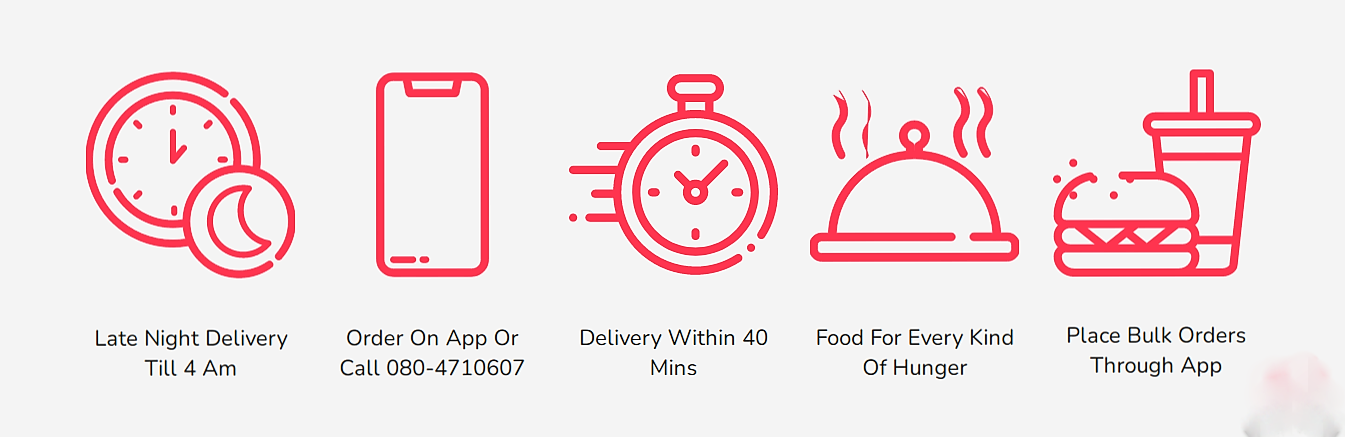 Late Night Delivery
Till 4 Am
Order On App Or
Call 080-4710607
Delivery Within 40
Mins
Food For Every Kind
Of Hunger
Place Bulk Orders
Through App